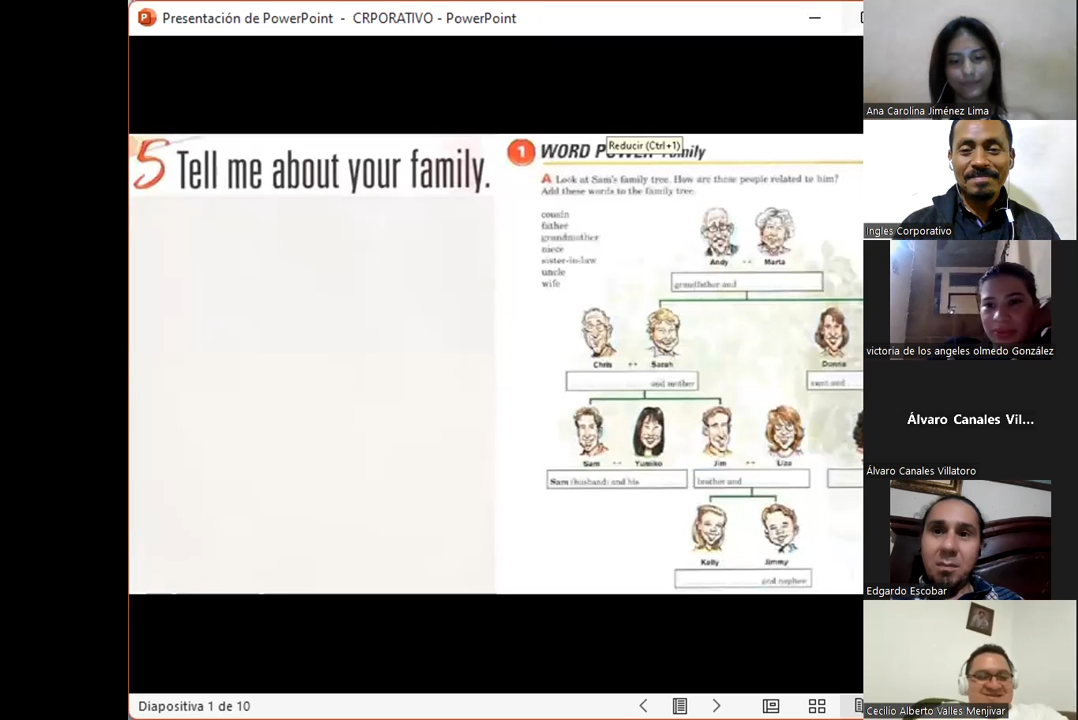 Presentación de PowerPoint - CRPORATIVO - PowerPoint
5 Tell me about your family.
1 WORD
Reducir (Ctrl+1)
A Look at Sam's family tree. How are these people related to him?
Add these words to the family tree.
cousin
father
grandmother
niece
sister-in-law
uncle
wife
Andy Marta
grandfather and
Chris Sarah
Donna
and mother
aunt and
Sam Yumiko Jim Liza
Sam (husband) and his
brother and
Kelly Jimmy
and nephew
Diapositiva 1 de 10
Ana Carolina Jiménez Lima
Ingles Corporativo
victoria de los angeles olmedo González
Álvaro Canales Vil...
Álvaro Canales Villatoro
Edgardo Escobar
Cecilio Alberto Valles Menjivar